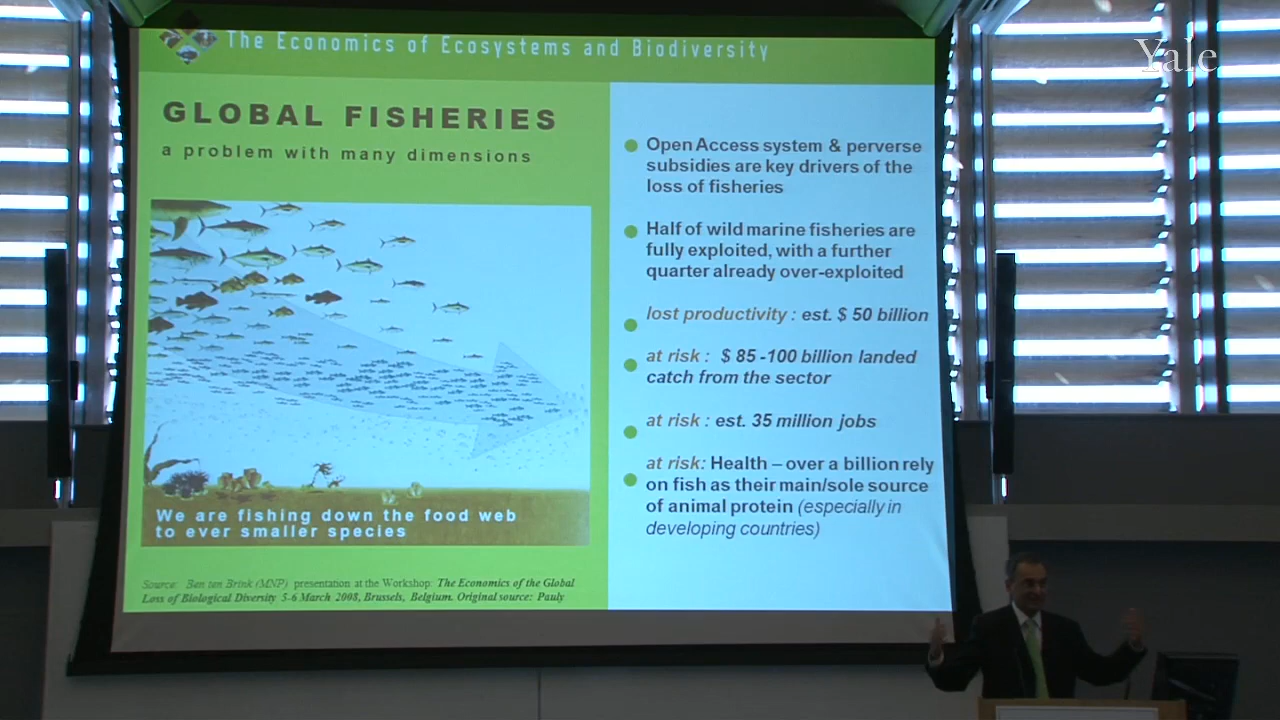 The Economics of Ecosystems and Biodiversity
Yale
GLOBAL FISHERIES
a problem with many dimensions
We are fishing down the food web
to ever smaller species
Source: Ben ten Brink (MNP) presentation at the Workshop: The Economics of the Global
Loss of Biological Diversity 5-6 March 2008, Brussels, Belgium. Original source: Pauly
Open Access system & perverse
subsidies are key drivers of the
loss of fisheries
Half of wild marine fisheries are
fully exploited, with a further
quarter already over-exploited
lost productivity : est. $ 50 billion
at risk : $ 85 -100 billion landed
catch from the sector
at risk : est. 35 million jobs
at risk: Health – over a billion rely
on fish as their main/sole source
of animal protein (especially in
developing countries)